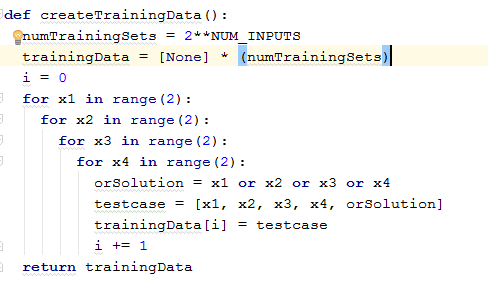 def createTrainingData():
    numTrainingSets = 2**NUM_INPUTS
    trainingData = [None] * (numTrainingSets)
    i = 0
    for x1 in range(2):
        for x2 in range(2):
            for x3 in range(2):
                for x4 in range(2):
                    orSolution = x1 or x2 or x3 or x4
                    testcase = [x1, x2, x3, x4, orSolution]
                    trainingData[i] = testcase
                    i += 1
    return trainingData